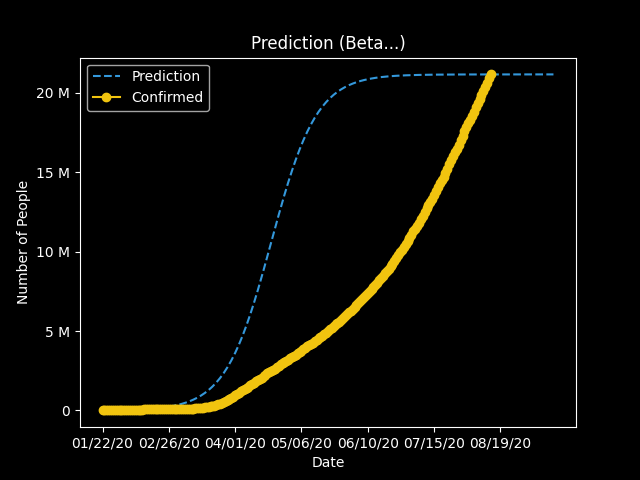 Prediction (Beta...)
Prediction
Confirmed
20 M
15 M
10 M
5 M
0
Number of People
01/22/20 02/26/20 04/01/20 05/06/20 06/10/20 07/15/20 08/19/20
Date